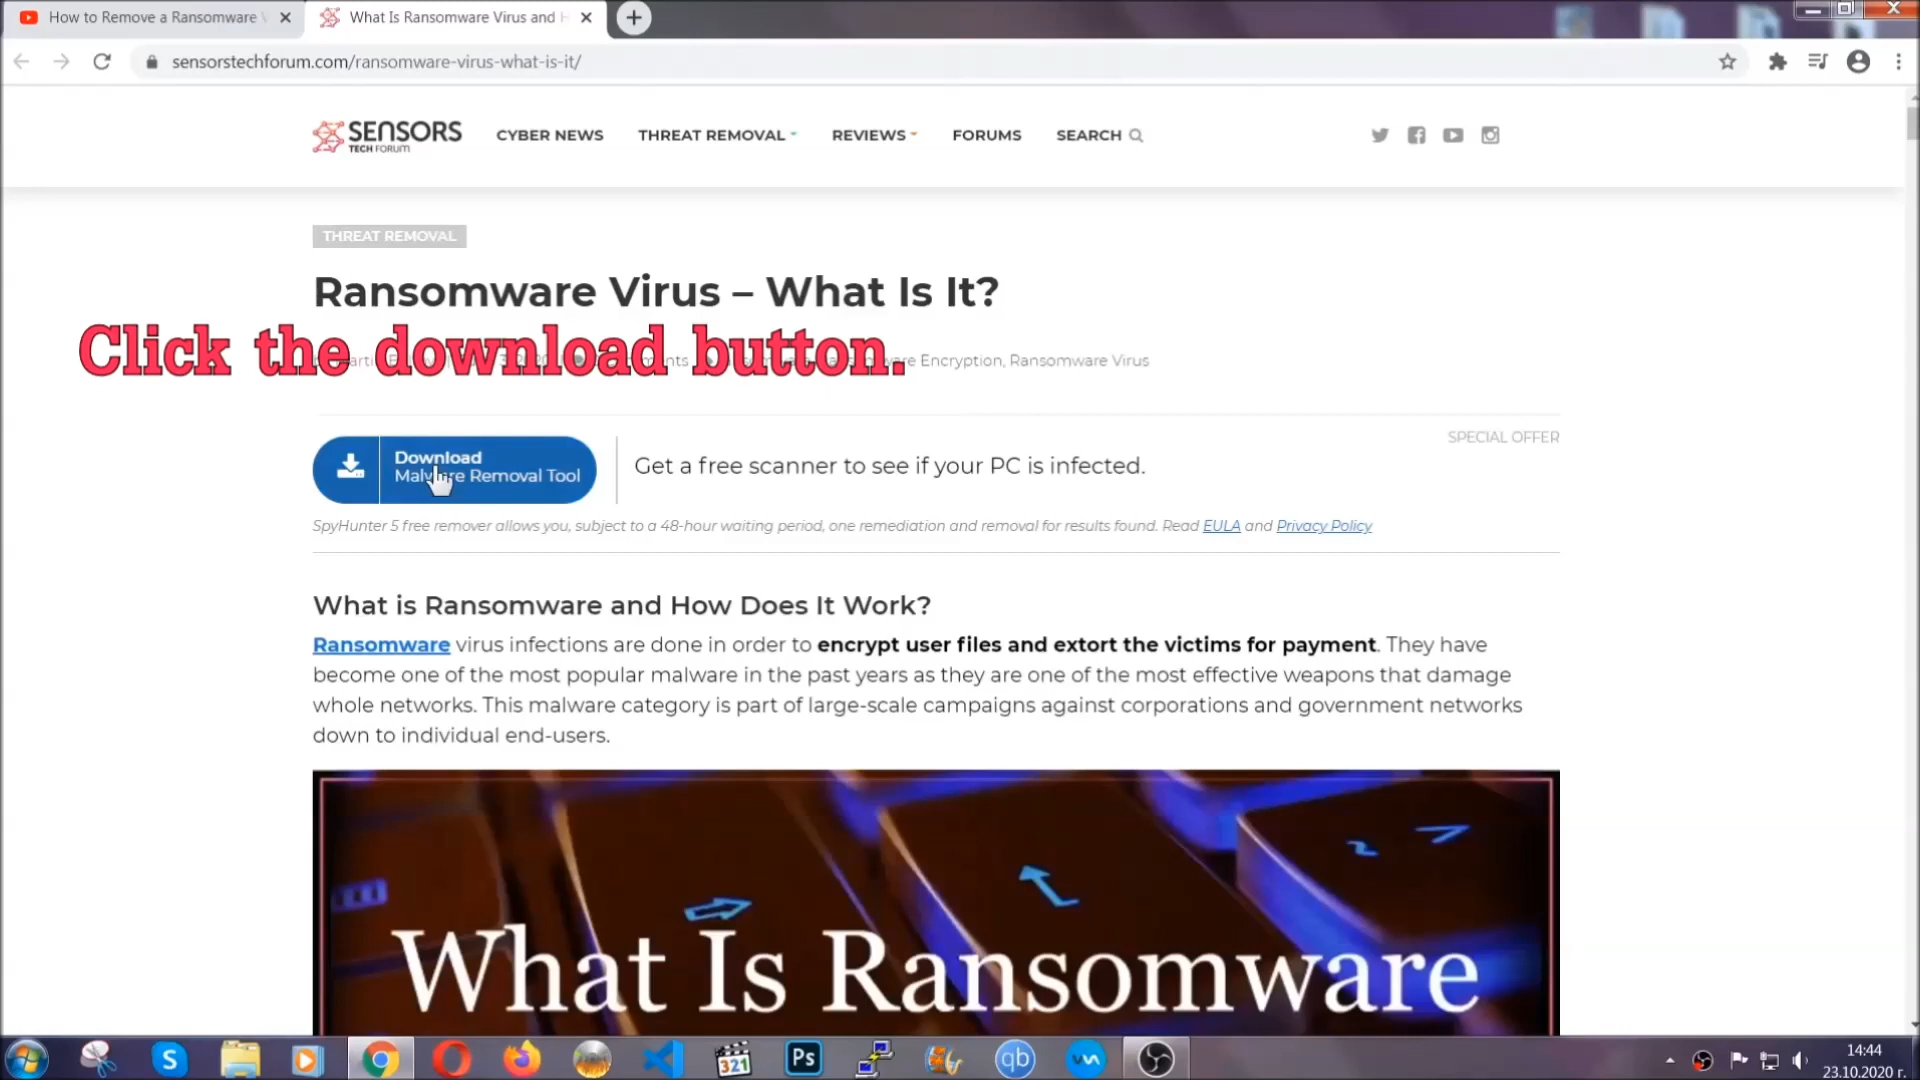 How to Remove a Ransomware
What Is Ransomware Virus and
sensorstechforum.com/ransomware-virus-what-is-it/
SENSORS
TECH FORUM
CYBER NEWS
THREAT REMOVAL
REVIEWS
FORUMS
SEARCH
THREAT REMOVAL
Ransomware Virus – What Is It?
Click the download button.
Encryption, Ransomware Virus
SPECIAL OFFER
Download
Malware Removal Tool
Get a free scanner to see if your PC is infected.
SpyHunter 5 free remover allows you, subject to a 48-hour waiting period, one remediation and removal for results found. Read EULA and Privacy Policy
What is Ransomware and How Does It Work?
Ransomware virus infections are done in order to encrypt user files and extort the victims for payment. They have
become one of the most popular malware in the past years as they are one of the most effective weapons that damage
whole networks. This malware category is part of large-scale campaigns against corporations and government networks
down to individual end-users.
What Is Ransomware
S
321
Ps
qb
14:44
23.10.2020 г.